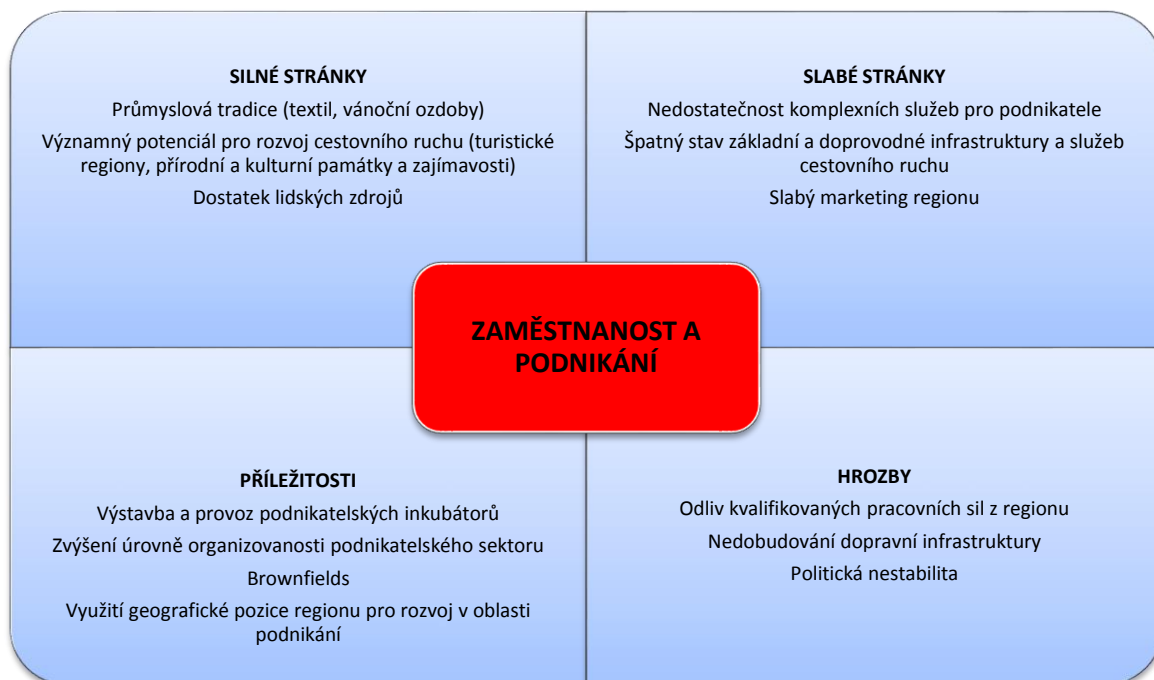 SILNÉ STRÁNKY
Průmyslová tradice (textil, vánoční ozdoby)
Významný potenciál pro rozvoj cestovního ruchu (turistické
regiony, přírodní a kulturní památky a zajímavosti)
Dostatek lidských zdrojů
SLABÉ STRÁNKY
Nedostatečnost komplexních služeb pro podnikatele
Špatný stav základní a doprovodné infrastruktury a služeb
cestovního ruchu
Slabý marketing regionu
ZAMĚSTNANOST A
PODNIKÁNÍ
PŘÍLEŽITOSTI
Výstavba a provoz podnikatelských inkubátorů
Zvýšení úrovně organizovanosti podnikatelského sektoru
Brownfields
Využití geografické pozice regionu pro rozvoj v oblasti
podnikání
HROZBY
Odliv kvalifikovaných pracovních sil z regionu
Nedobudování dopravní infrastruktury
Politická nestabilita